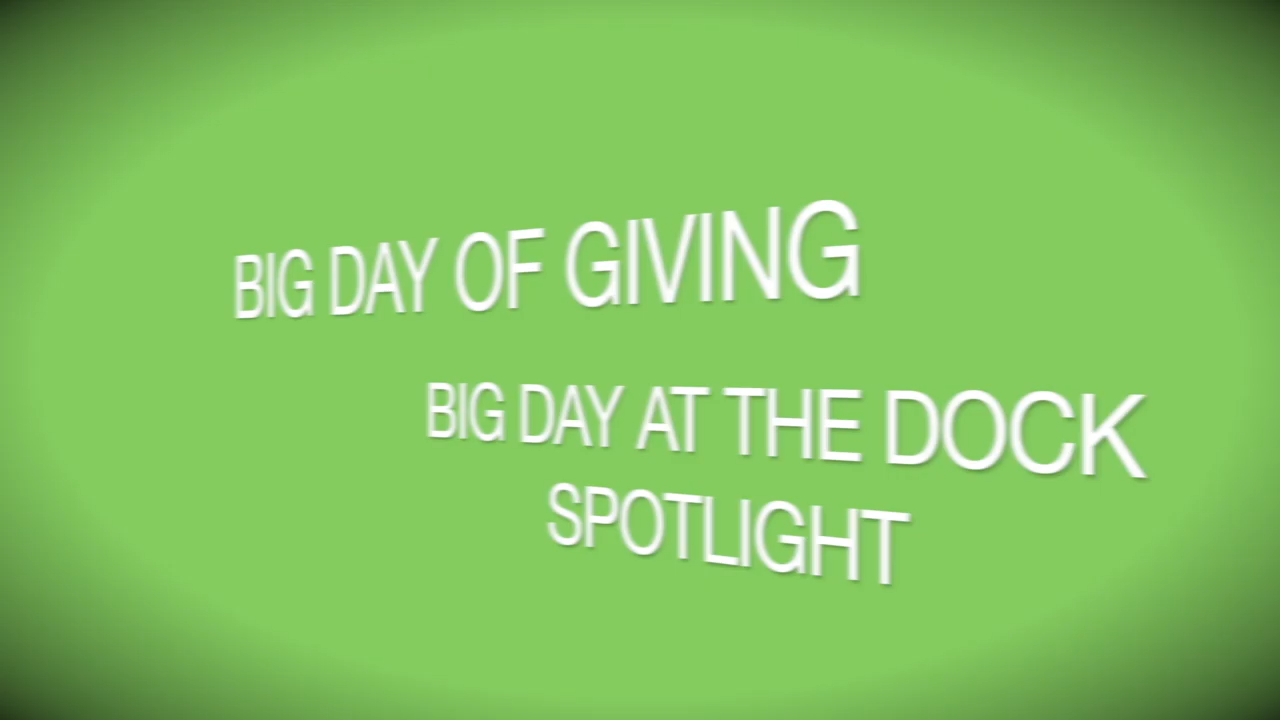 BIG DAY OF GIVING
BIG DAY AT THE DOCK
SPOTLIGHT